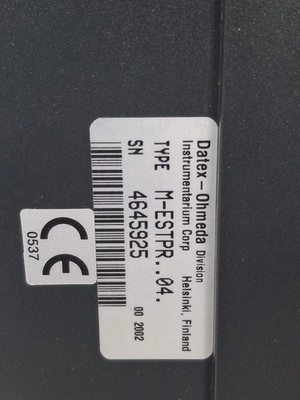 Datex-Ohmeda Division
Instrumentarium Corp Helsinki, Finland
TYPE M-ESTPR..04.
SN 4645925
00 2002
CE
0537